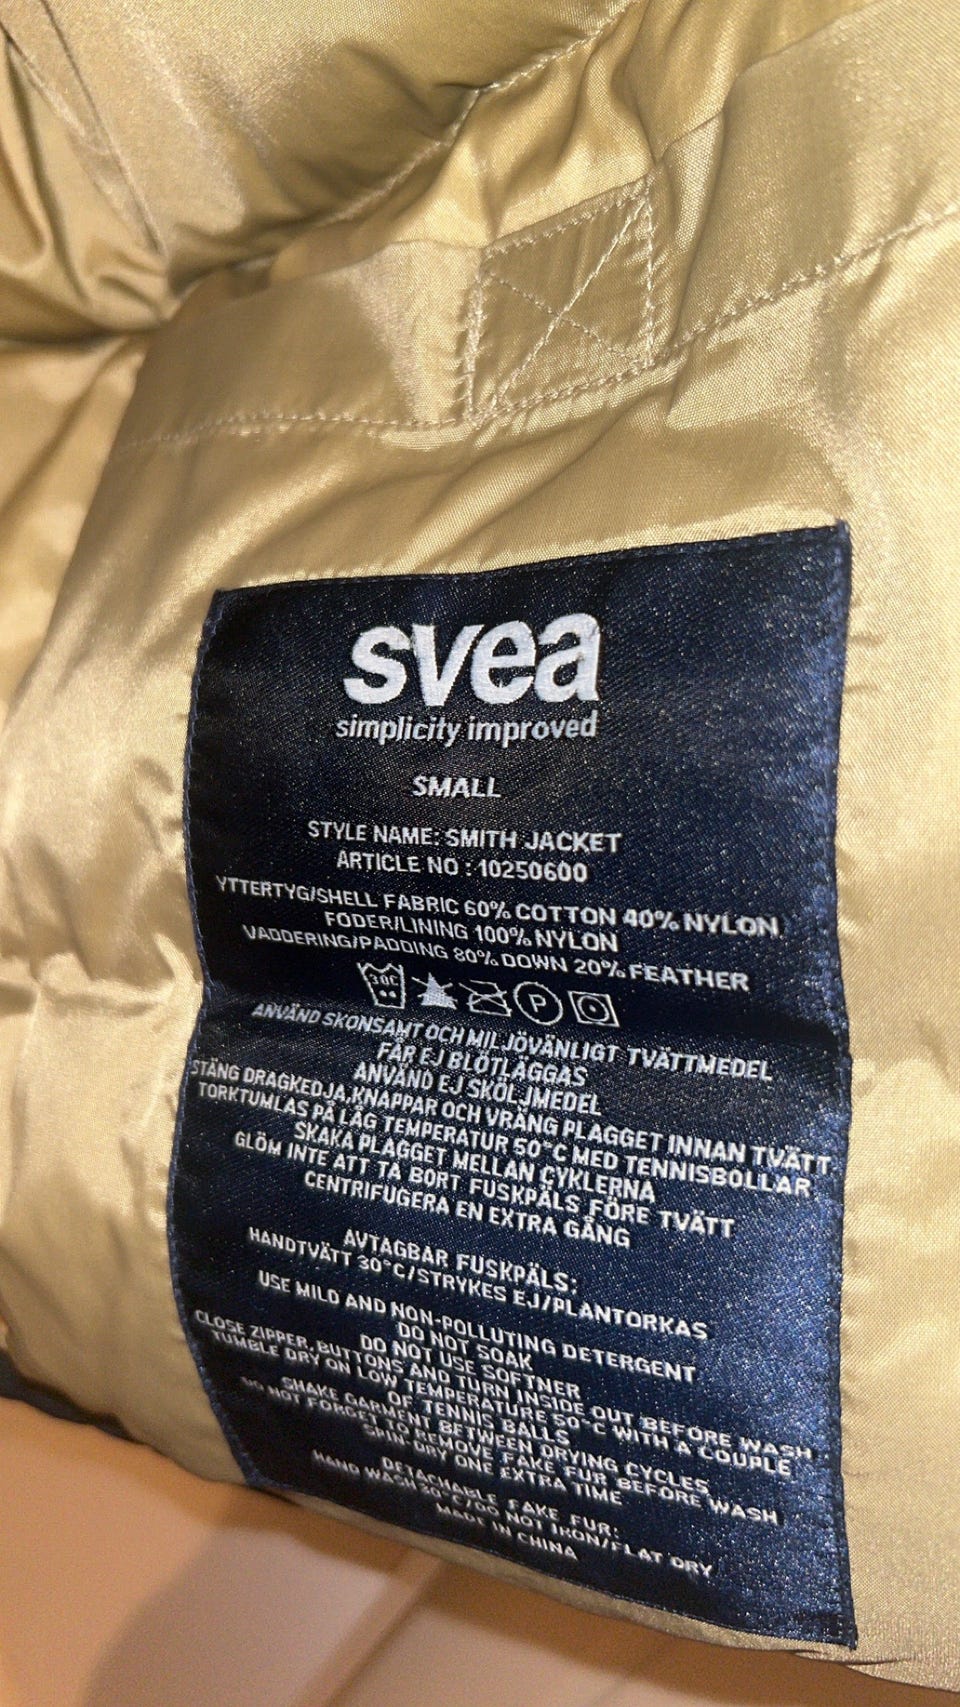 svea
simplicity improved
SMALL
STYLE NAME: SMITH JACKET
ARTICLE NO : 10250600
YTTERTYG/SHELL FABRIC 60% COTTON 40% NYLON
FODER/LINING 100% NYLON
VADDERING/PADDING 80% DOWN 20% FEATHER
30C P
ANVÄND SKONSAMT OCH MILJÖVÄNLIGT TVÄTTMEDEL
FÅR EJ BLÖTLÄGGAS
ANVÄND EJ SKÖLJMEDEL
STÄNG DRAGKEDJA,KNAPPAR OCH VRÄNG PLAGGET INNAN TVÄTT
TORKTUMLAS PÅ LÅG TEMPERATUR 50°C MED TENNISBOLLAR
SKAKA PLAGGET MELLAN CYKLERNA
GLÖM INTE ATT TA BORT FUSKPÄLS FÖRE TVÄTT
CENTRIFUGERA EN EXTRA GÅNG
AVTAGBAR FUSKPÄLS:
HANDTVÄTT 30°C/STRYKES EJ/PLANTORKAS
USE MILD AND NON-POLLUTING DETERGENT
DO NOT SOAK
DO NOT USE SOFTNER
CLOSE ZIPPER,BUTTONS AND TURN INSIDE OUT BEFORE WASH
TUMBLE DRY ON LOW TEMPERATURE 50°C WITH A COUPLE
OF TENNIS BALLS
SHAKE GARMENT BETWEEN DRYING CYCLES
DO NOT FORGET TO REMOVE FAKE FUR BEFORE WASH
SPIN-DRY ONE EXTRA TIME
DETACHABLE FAKE FUR:
HAND WASH 30°C/DO NOT IRON/FLAT DRY
MADE IN CHINA